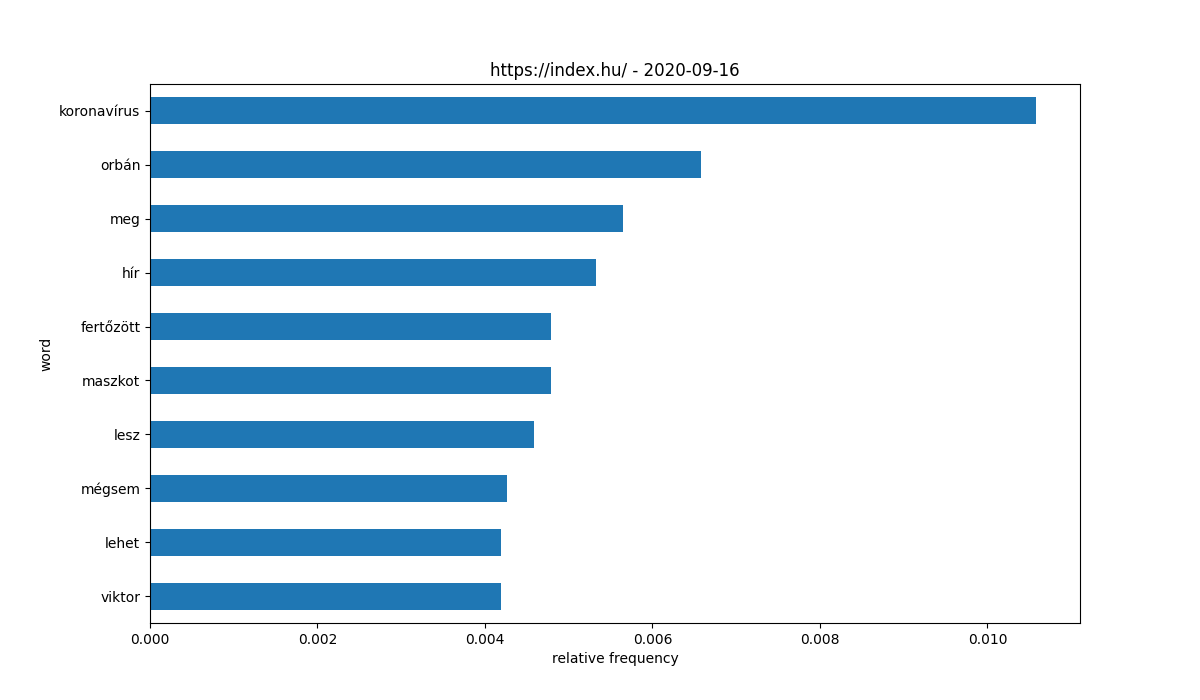 https://index.hu/ - 2020-09-16
koronavírus
orbán
meg
hír
fertőzött
maszkot
lesz
mégsem
lehet
viktor
word
0.000 0.002 0.004 0.006 0.008 0.010
relative frequency